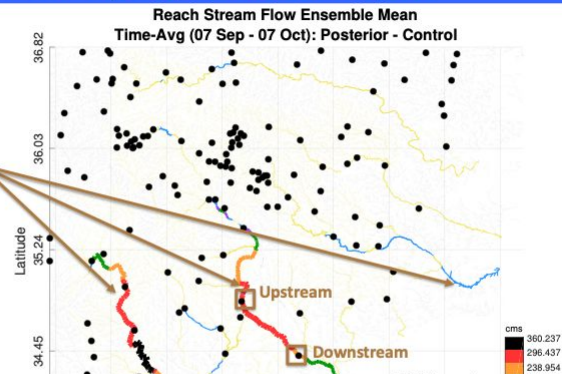 Reach Stream Flow Ensemble Mean
Time-Avg (07 Sep - 07 Oct): Posterior - Control
36.82
36.03
35.24
34.45
Latitude
Upstream
Downstream
cms
360.237
296.437
238.954